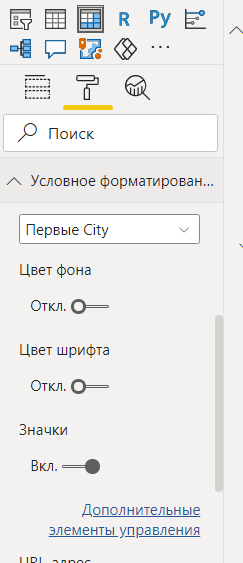 R Py
...
Поиск
Условное форматирован...
Первые City
Цвет фона
Откл.
Цвет шрифта
Откл.
Значки
Вкл.
Дополнительные
элементы управления
URL-адрес